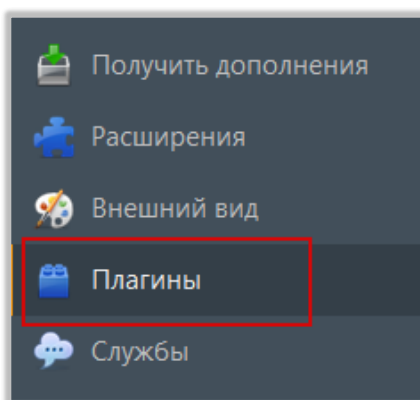 Получить дополнения
Расширения
Внешний вид
Плагины
Службы